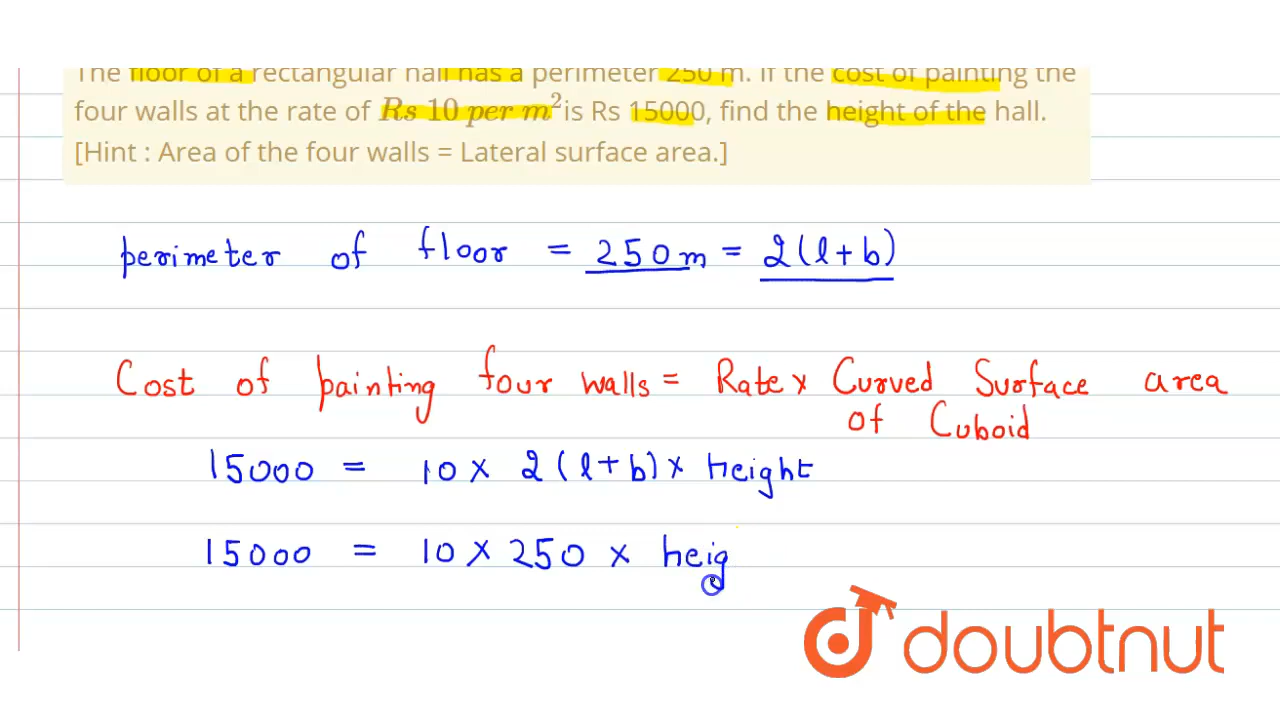 The floor of a rectangular hall has a perimeter 250 m. If the cost of painting the
four walls at the rate of Rs 10 per m² is Rs 15000, find the height of the hall.
[Hint : Area of the four walls = Lateral surface area.]
perimeter of floor = 250 m = 2(l+b)
Cost of painting four walls = Rate × Curved Surface area
of Cuboid
15000 = 10 × 2(l+b) × height
15000 = 10 × 250 × heig
doubtnut